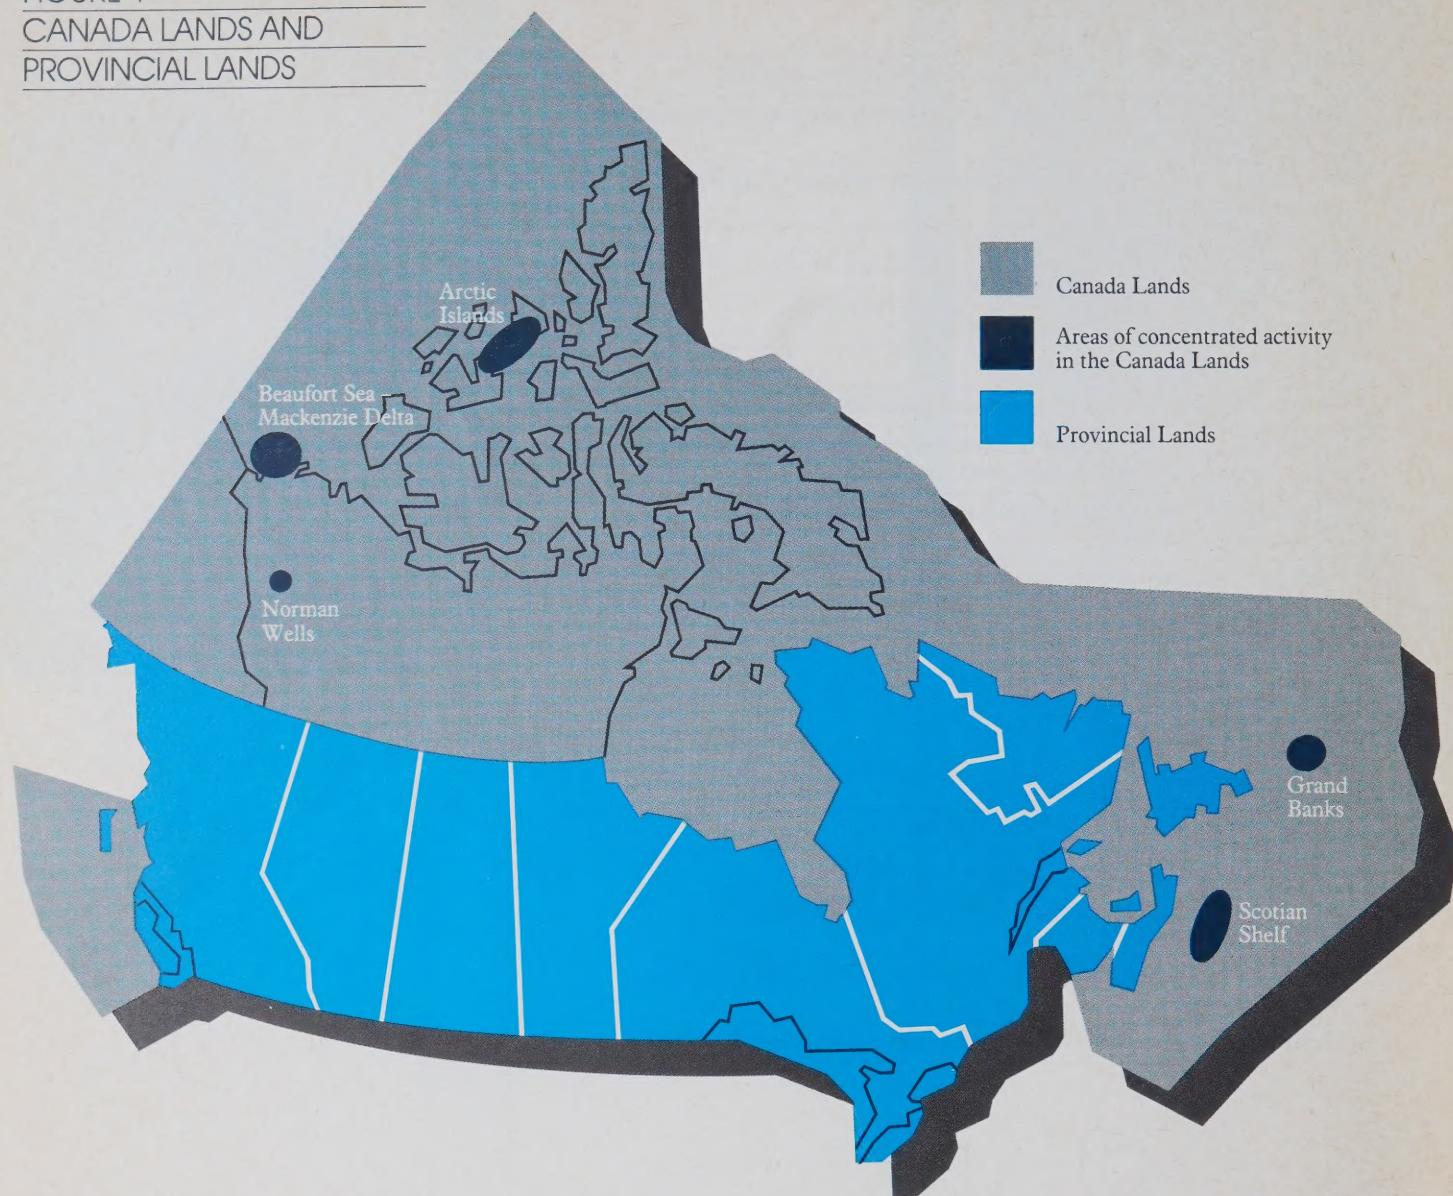 CANADA LANDS AND
PROVINCIAL LANDS
Arctic
Islands
Beaufort Sea –
Mackenzie Delta
Norman
Wells
Canada Lands
Areas of concentrated activity
in the Canada Lands
Provincial Lands
Grand
Banks
Scotian
Shelf